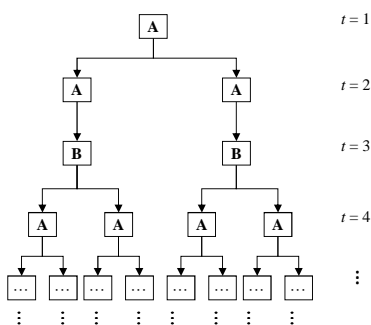 A t = 1
A A t = 2
B B t = 3
A A A A t = 4
... ... ... ... ... ... ... ... ⋮
⋮ ⋮ ⋮ ⋮ ⋮ ⋮ ⋮ ⋮